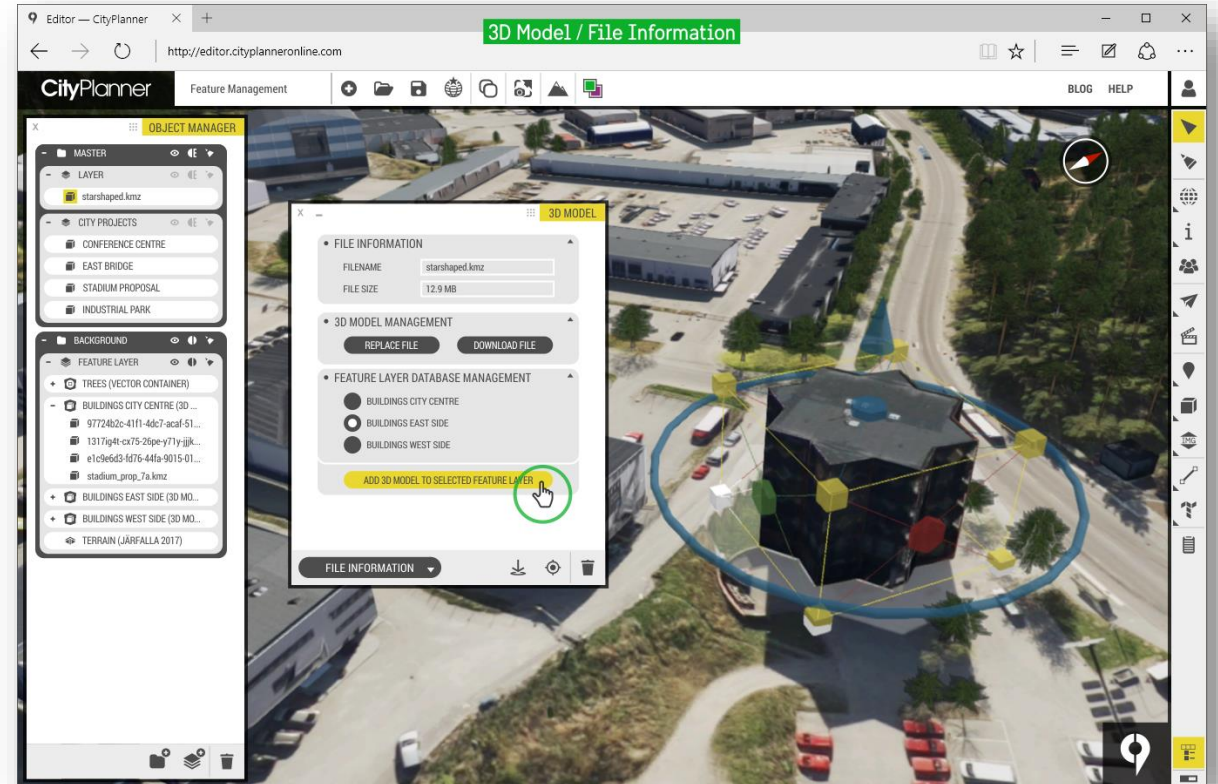 3D Model / File Information
Editor — CityPlanner
http://editor.cityplanneronline.com
CityPlanner
Feature Management
BLOG HELP
X OBJECT MANAGER
- MASTER
- LAYER
starshaped.kmz
- CITY PROJECTS
CONFERENCE CENTRE
EAST BRIDGE
STADIUM PROPOSAL
INDUSTRIAL PARK
- BACKGROUND
- FEATURE LAYER
+ TREES (VECTOR CONTAINER)
- BUILDINGS CITY CENTRE (3D ...
97724b2c-41f1-4dc7-acaf-51...
1317ig4t-cx75-26pe-y71y-jjjk...
e1c9e6d3-fd76-44fa-9015-01...
stadium_prop_7a.kmz
+ BUILDINGS EAST SIDE (3D MO...
+ BUILDINGS WEST SIDE (3D MO...
TERRAIN (JÄRFALLA 2017)
X - 3D MODEL
• FILE INFORMATION
FILENAME starshaped.kmz
FILE SIZE 12.9 MB
• 3D MODEL MANAGEMENT
REPLACE FILE DOWNLOAD FILE
• FEATURE LAYER DATABASE MANAGEMENT
BUILDINGS CITY CENTRE
BUILDINGS EAST SIDE
BUILDINGS WEST SIDE
ADD 3D MODEL TO SELECTED FEATURE LAYER
FILE INFORMATION
i
IMG